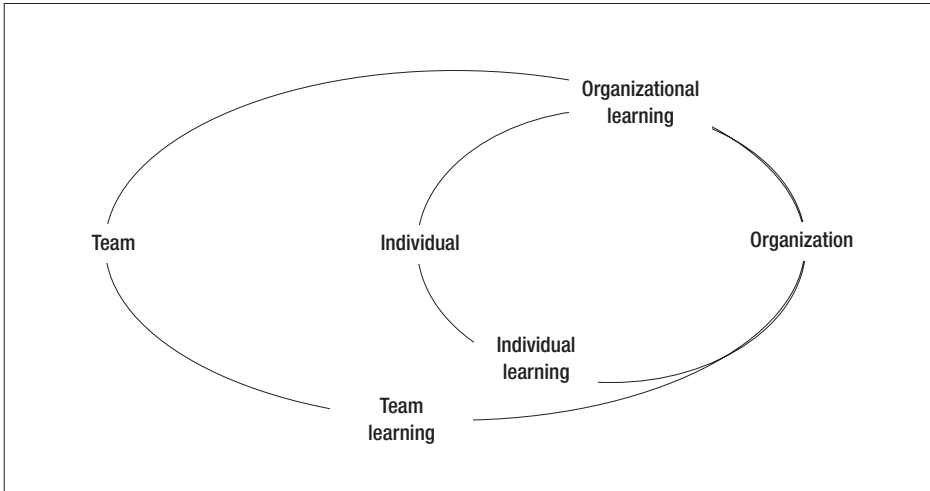 Organizational
learning
Team
Individual
Organization
Individual
learning
Team
learning